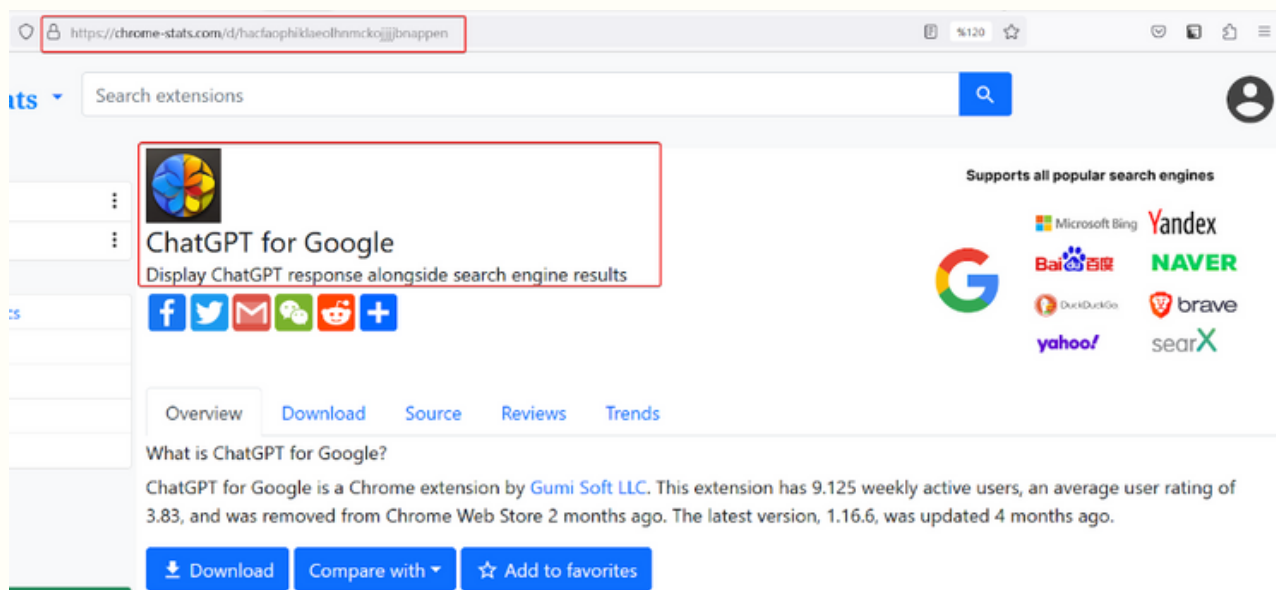 https://chrome-stats.com/d/hacfaophiklaeolhnmckojjjjbnappen
%120
ats
Search extensions
Supports all popular search engines
Microsoft Bing
Yandex
ChatGPT for Google
Display ChatGPT response alongside search engine results
Bai 百度
NAVER
DuckDuckGo
brave
yahoo!
searX
cs
Overview Download Source Reviews Trends
What is ChatGPT for Google?
ChatGPT for Google is a Chrome extension by Gumi Soft LLC. This extension has 9.125 weekly active users, an average user rating of
3.83, and was removed from Chrome Web Store 2 months ago. The latest version, 1.16.6, was updated 4 months ago.
Download Compare with Add to favorites